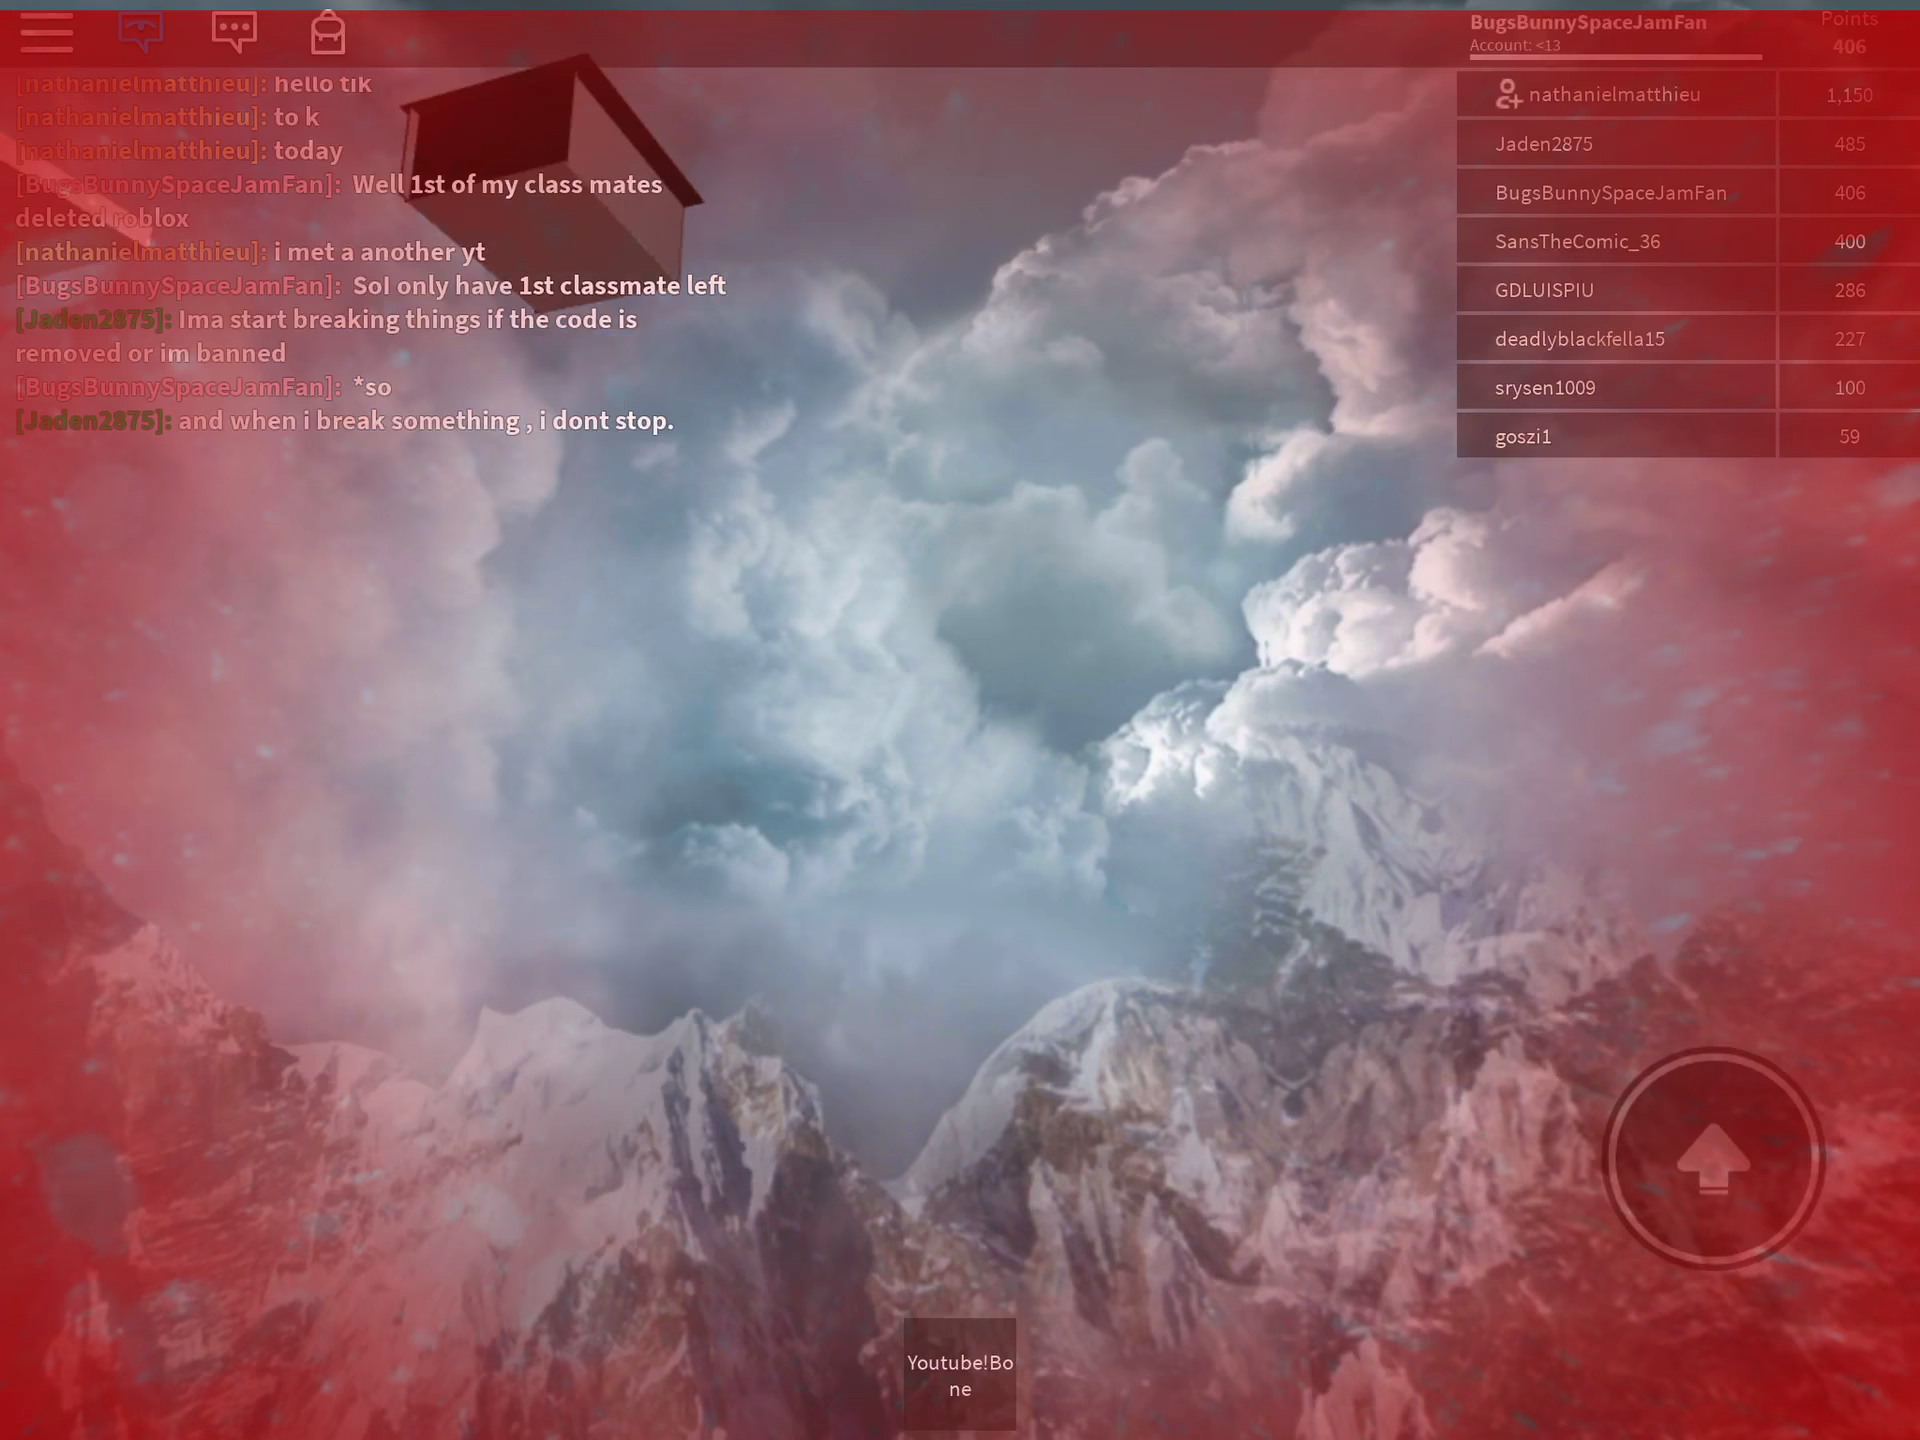 BugsBunnySpaceJamFan
Account: <13
Points
406
[nathanielmatthieu]: hello tik
[nathanielmatthieu]: to k
[nathanielmatthieu]: today
[BugsBunnySpaceJamFan]: Well 1st of my class mates
deleted roblox
[nathanielmatthieu]: i met a another yt
[BugsBunnySpaceJamFan]: SoI only have 1st classmate left
[Jaden2875]: Ima start breaking things if the code is
removed or im banned
[BugsBunnySpaceJamFan]: *so
[Jaden2875]: and when i break something , i dont stop.
nathanielmatthieu 1,150
Jaden2875 485
BugsBunnySpaceJamFan 406
SansTheComic_36 400
GDLUISPIU 286
deadlyblackfella15 227
srysen1009 100
goszi1 59
Youtube!Bo
ne